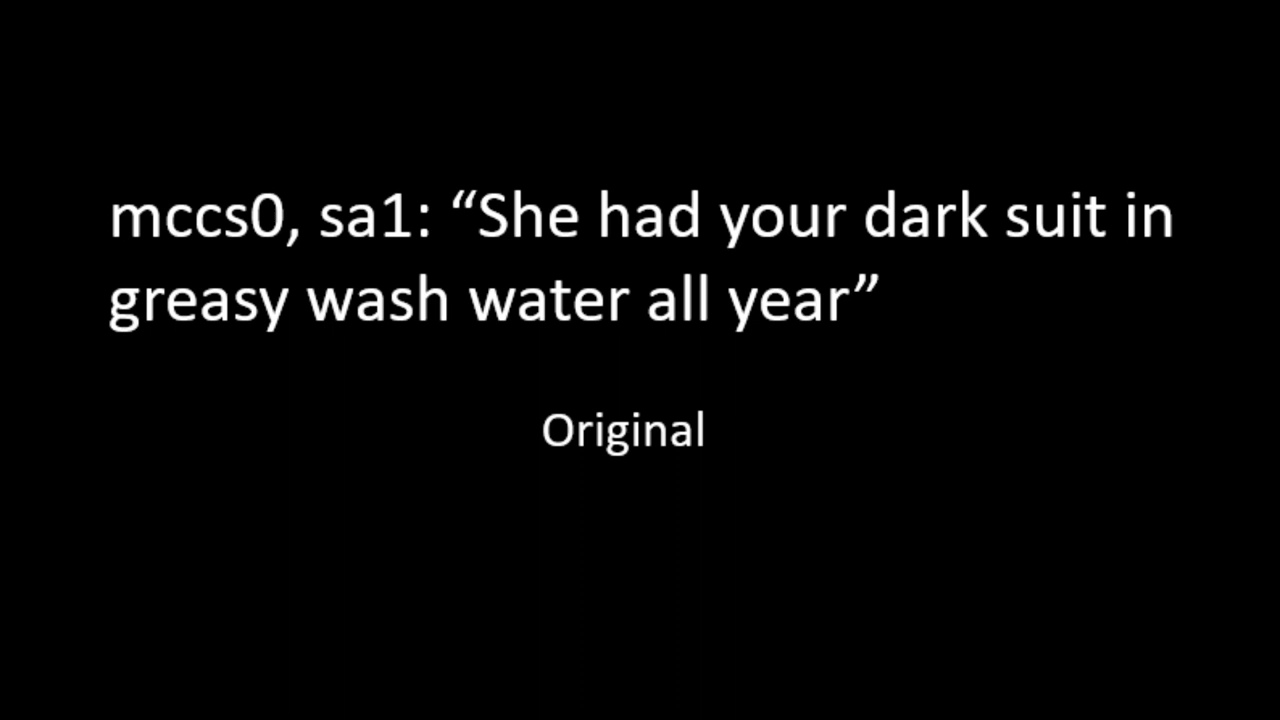 mccs0, sa1: “She had your dark suit in
greasy wash water all year”
Original